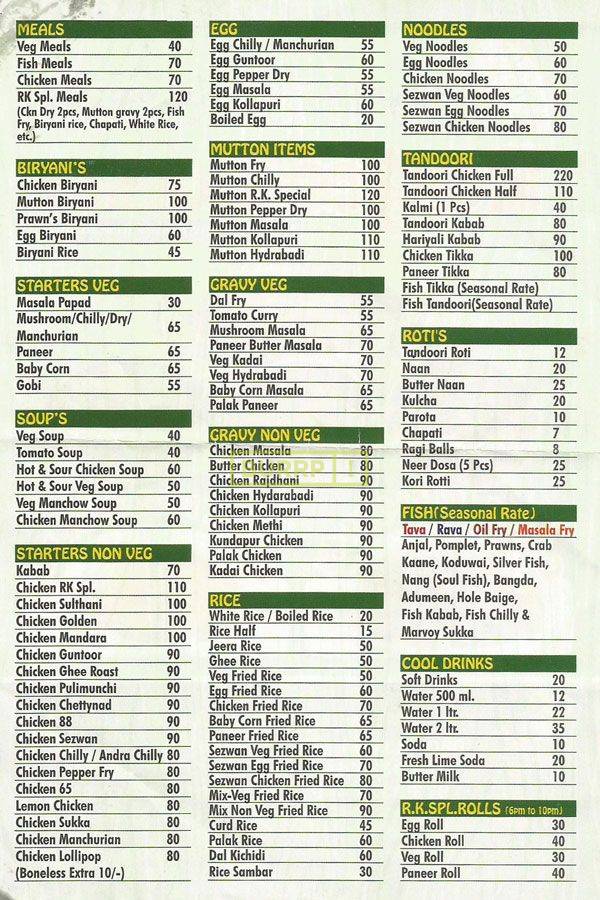 MEALS
Veg Meals 40
Fish Meals 70
Chicken Meals 70
RK Spl. Meals 120
(Ckn Dry 2pcs, Mutton gravy 2pcs, Fish
Fry, Biryani rice, Chapati, White Rice,
etc.)
BIRYANI'S
Chicken Biryani 75
Mutton Biryani 100
Prawn's Biryani 100
Egg Biryani 60
Biryani Rice 45
STARTERS VEG
Masala Papad 30
Mushroom/Chilly/Dry/
Manchurian 65
Paneer 65
Baby Corn 65
Gobi 55
SOUP'S
Veg Soup 40
Tomato Soup 40
Hot & Sour Chicken Soup 60
Hot & Sour Veg Soup 50
Veg Manchow Soup 50
Chicken Manchow Soup 60
STARTERS NON VEG
Kabab 70
Chicken RK Spl. 110
Chicken Sulthani 100
Chicken Golden 100
Chicken Mandara 100
Chicken Guntoor 90
Chicken Ghee Roast 90
Chicken Pulimunchi 90
Chicken Chettynad 90
Chicken 88 90
Chicken Sezwan 90
Chicken Chilly / Andra Chilly 80
Chicken Pepper Fry 80
Chicken 65 80
Lemon Chicken 80
Chicken Sukka 80
Chicken Manchurian 80
Chicken Lollipop 80
(Boneless Extra 10/-)
EGG
Egg Chilly / Manchurian 55
Egg Guntoor 60
Egg Pepper Dry 55
Egg Masala 55
Egg Kollapuri 60
Boiled Egg 20
MUTTON ITEMS
Mutton Fry 100
Mutton Chilly 100
Mutton R.K. Special 120
Mutton Pepper Dry 100
Mutton Masala 100
Mutton Kollapuri 110
Mutton Hydrabadi 110
GRAVY VEG
Dal Fry 55
Tomato Curry 55
Mushroom Masala 65
Paneer Butter Masala 70
Veg Kadai 70
Veg Hydrabadi 70
Baby Corn Masala 65
Palak Paneer 65
GRAVY NON VEG
Chicken Masala 80
Butter Chicken 80
Chicken Rajdhani 90
Chicken Hydarabadi 90
Chicken Kollapuri 90
Chicken Methi 90
Kundapur Chicken 90
Palak Chicken 90
Kadai Chicken 90
RICE
White Rice / Boiled Rice 20
Rice Half 15
Jeera Rice 50
Ghee Rice 50
Veg Fried Rice 50
Egg Fried Rice 60
Chicken Fried Rice 70
Baby Corn Fried Rice 65
Paneer Fried Rice 65
Sezwan Veg Fried Rice 60
Sezwan Egg Fried Rice 70
Sezwan Chicken Fried Rice 80
Mix-Veg Fried Rice 70
Mix Non Veg Fried Rice 90
Curd Rice 45
Palak Rice 60
Dal Kichidi 60
Rice Sambar 30
NOODLES
Veg Noodles 50
Egg Noodles 60
Chicken Noodles 70
Sezwan Veg Noodles 60
Sezwan Egg Noodles 70
Sezwan Chicken Noodles 80
TANDOORI
Tandoori Chicken Full 220
Tandoori Chicken Half 110
Kalmi (1 Pcs) 40
Tandoori Kabab 80
Hariyali Kabab 90
Chicken Tikka 100
Paneer Tikka 80
Fish Tikka (Seasonal Rate)
Fish Tandoori(Seasonal Rate)
ROTI'S
Tandoori Roti 12
Naan 20
Butter Naan 25
Kulcha 20
Parota 10
Chapati 7
Ragi Balls 8
Neer Dosa (5 Pcs) 25
Kori Rotti 25
FISH(Seasonal Rate)
Tava / Rava / Oil Fry / Masala Fry
Anjal, Pomplet, Prawns, Crab
Kaane, Koduwai, Silver Fish,
Nang (Soul Fish), Bangda,
Adumeen, Hole Baige,
Fish Kabab, Fish Chilly &
Marvoy Sukka
COOL DRINKS
Soft Drinks 20
Water 500 ml. 12
Water 1 ltr. 22
Water 2 ltr. 35
Soda 10
Fresh Lime Soda 20
Butter Milk 10
R.K.SPL.ROLLS (6pm to 10pm)
Egg Roll 30
Chicken Roll 40
Veg Roll 30
Paneer Roll 40